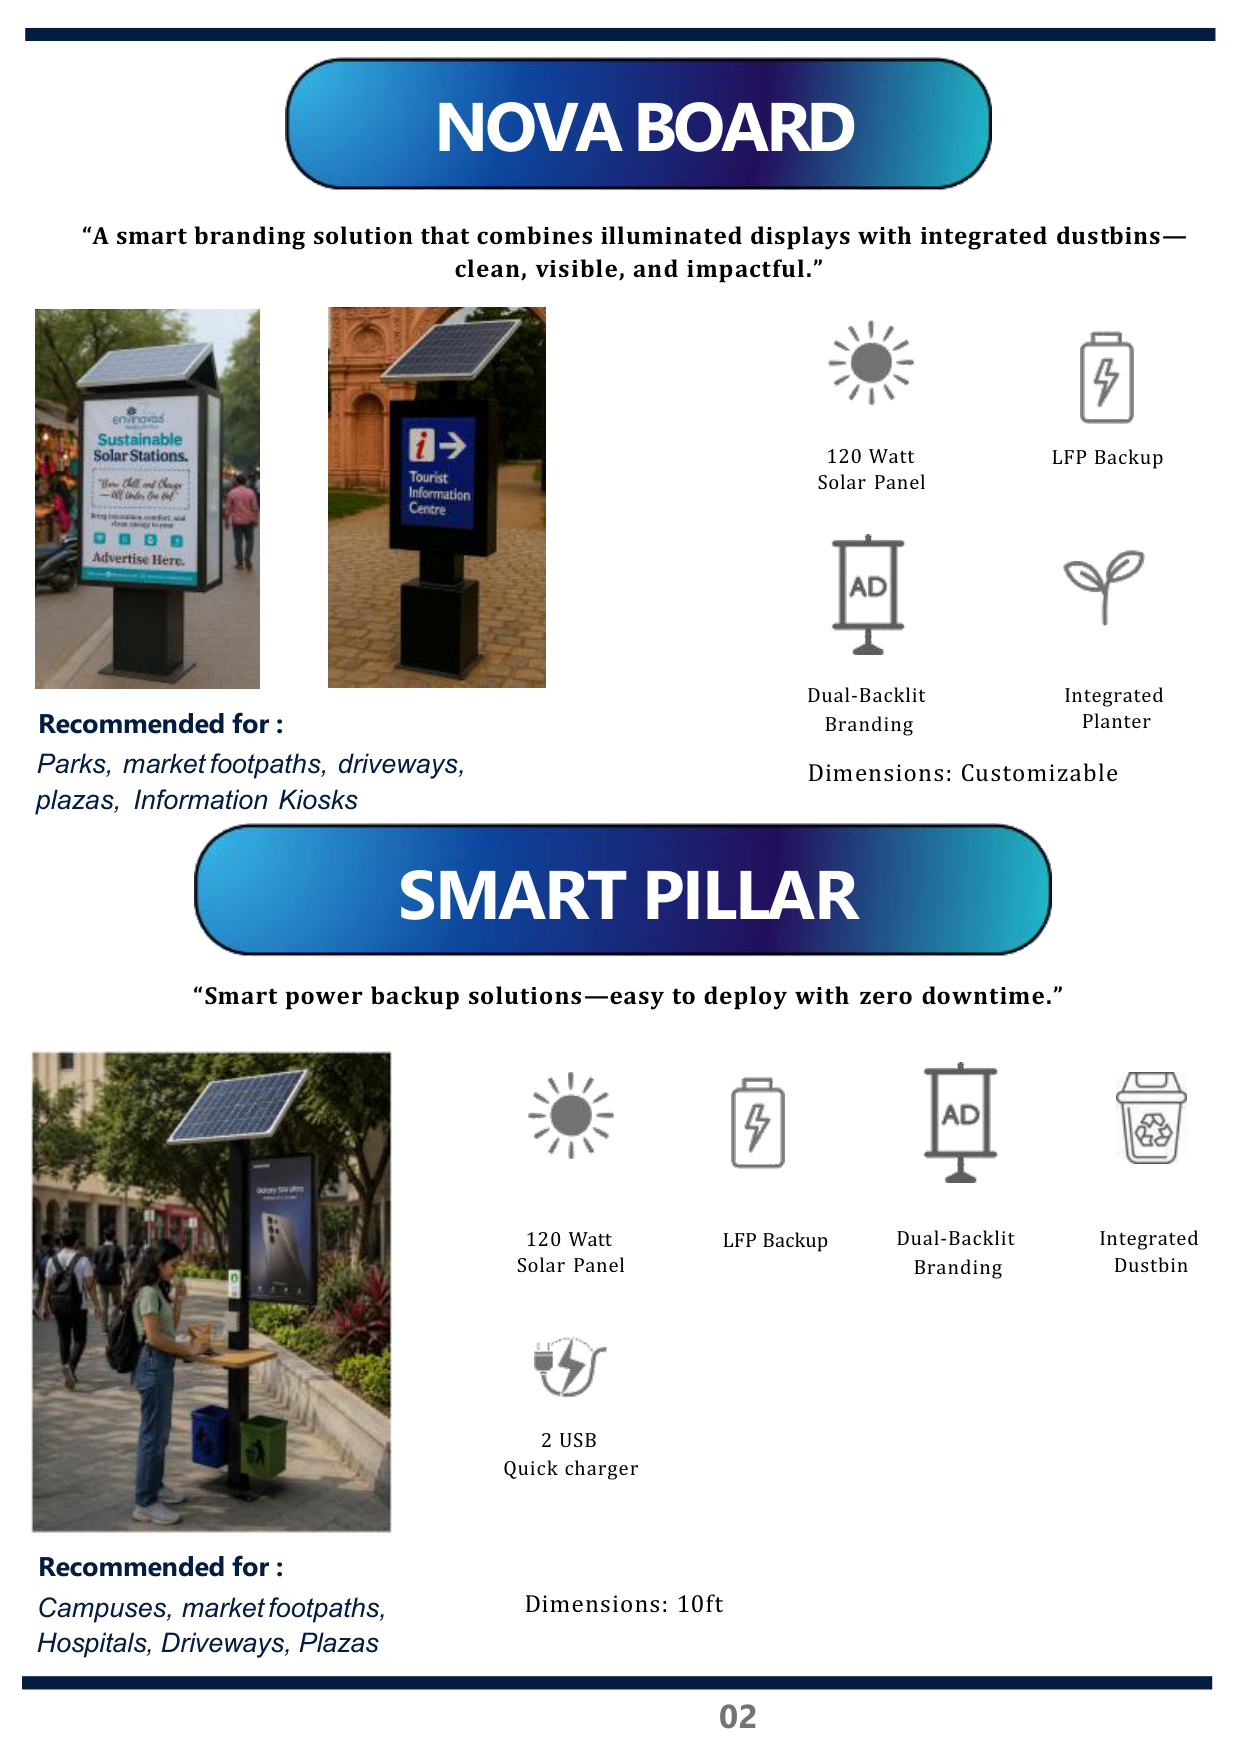 NOVA BOARD
“A smart branding solution that combines illuminated displays with integrated dustbins—
clean, visible, and impactful.”
envinova's
Sustainable
Solar Stations.
Advertise Here.
i
Tourist
Information
Centre
120 Watt
Solar Panel
LFP Backup
AD
Dual-Backlit
Branding
Integrated
Planter
Dimensions: Customizable
Recommended for :
Parks, market footpaths, driveways,
plazas, Information Kiosks
SMART PILLAR
“Smart power backup solutions—easy to deploy with zero downtime.”
AD
120 Watt
Solar Panel
LFP Backup
Dual-Backlit
Branding
Integrated
Dustbin
2 USB
Quick charger
Recommended for :
Campuses, market footpaths,
Hospitals, Driveways, Plazas
Dimensions: 10ft
02